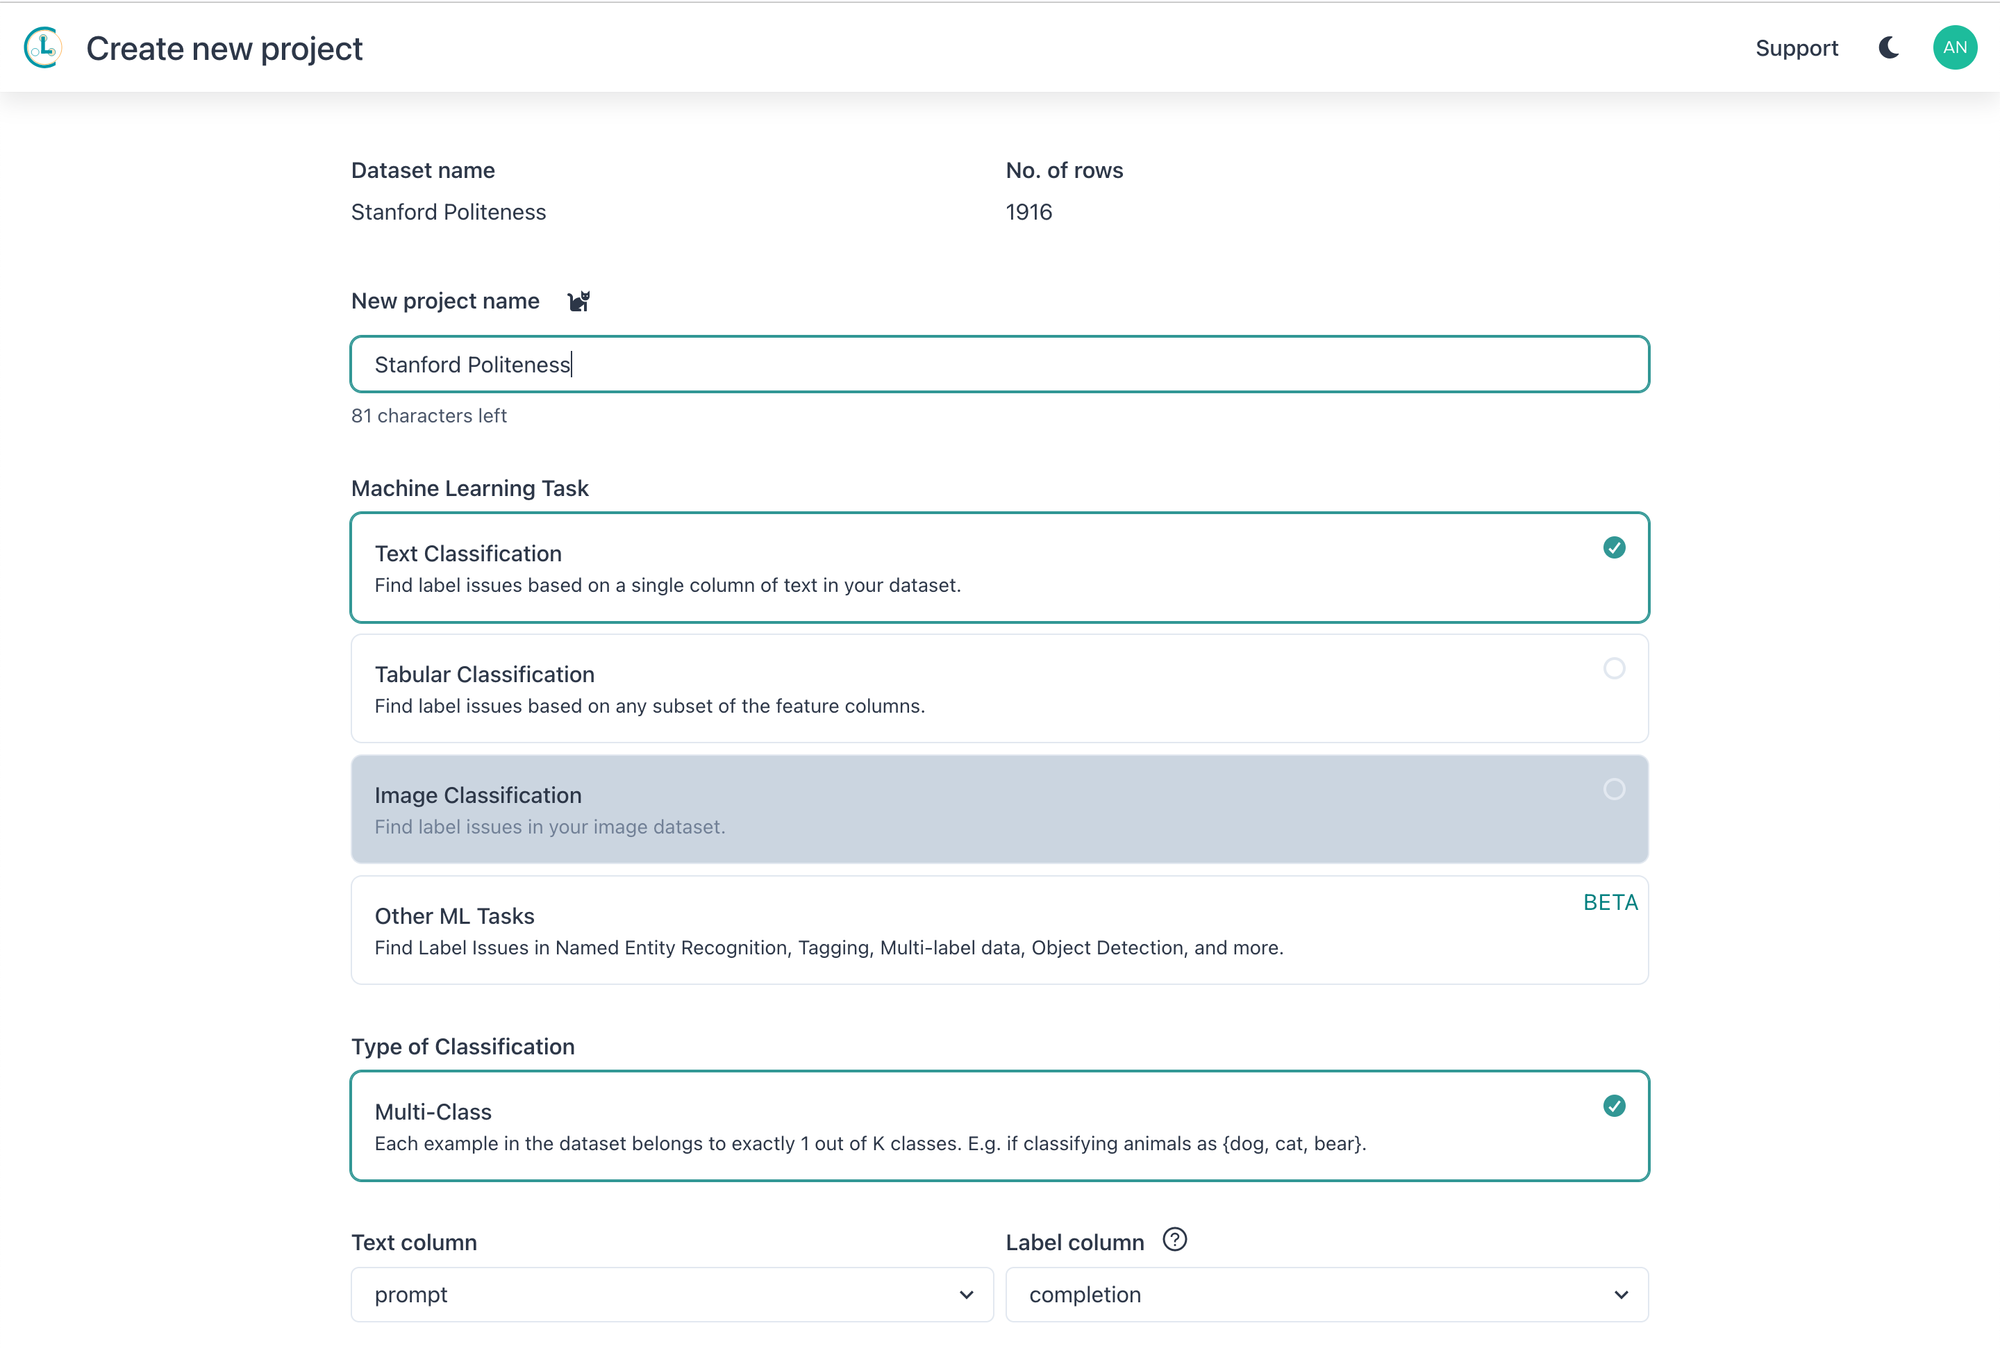 Create new project
Support
AN
Dataset name
No. of rows
Stanford Politeness
1916
New project name
Stanford Politeness
81 characters left
Machine Learning Task
Text Classification
Find label issues based on a single column of text in your dataset.
Tabular Classification
Find label issues based on any subset of the feature columns.
Image Classification
Find label issues in your image dataset.
BETA
Other ML Tasks
Find Label Issues in Named Entity Recognition, Tagging, Multi-label data, Object Detection, and more.
Type of Classification
Multi-Class
Each example in the dataset belongs to exactly 1 out of K classes. E.g. if classifying animals as {dog, cat, bear}.
Text column
Label column ?
prompt
completion